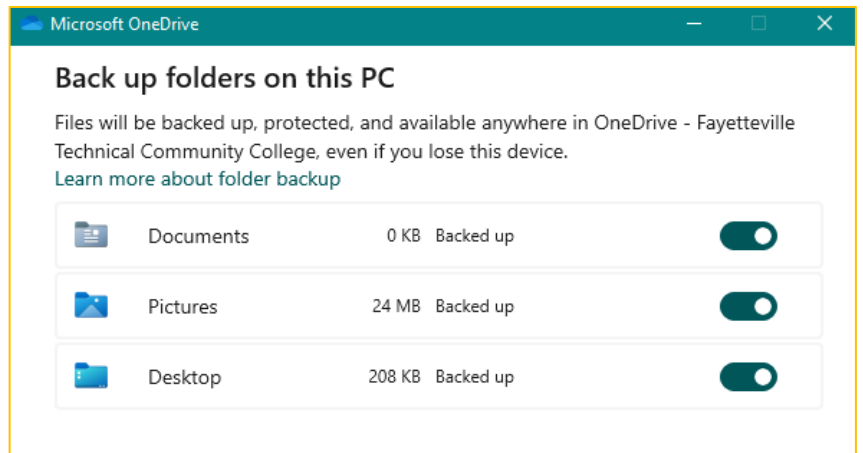 Microsoft OneDrive
Back up folders on this PC
Files will be backed up, protected, and available anywhere in OneDrive - Fayetteville
Technical Community College, even if you lose this device.
Learn more about folder backup
Documents 0 KB Backed up
Pictures 24 MB Backed up
Desktop 208 KB Backed up